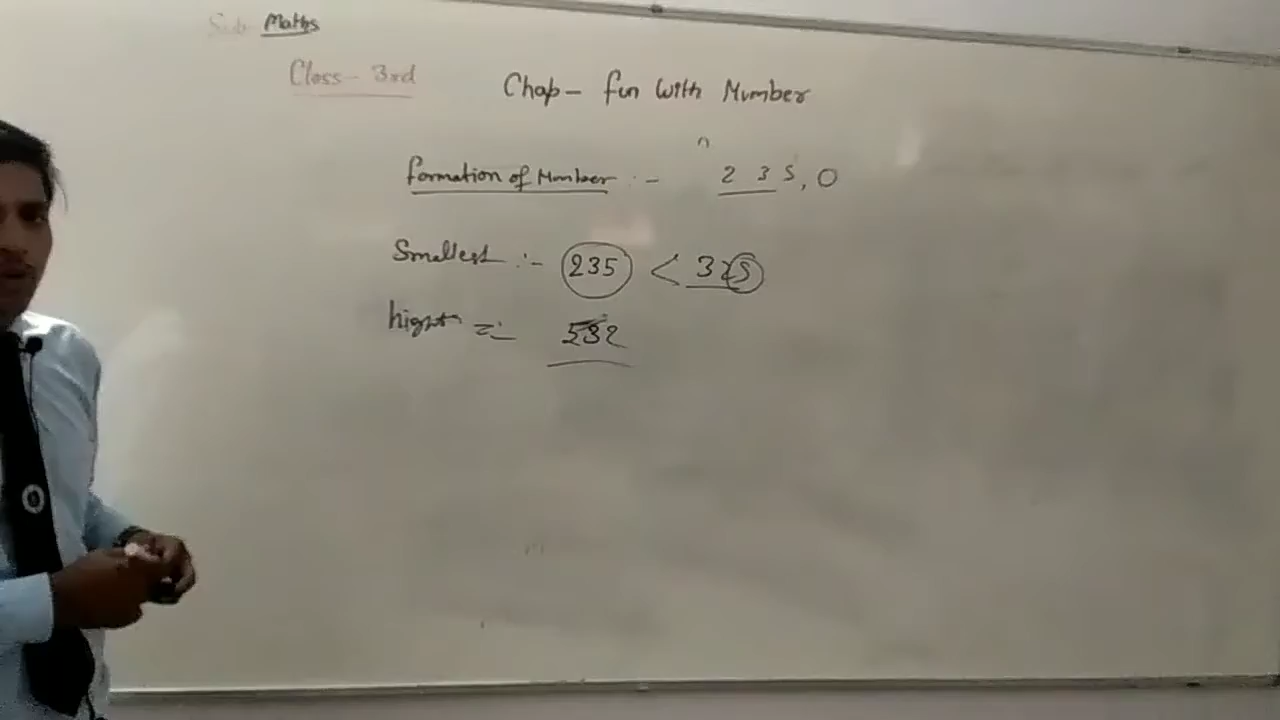 Sub Maths
Class- 3rd
Chap- fun With Number
formation of Number :- 2 3 5, 0
Smallest :- 235 < 325
532